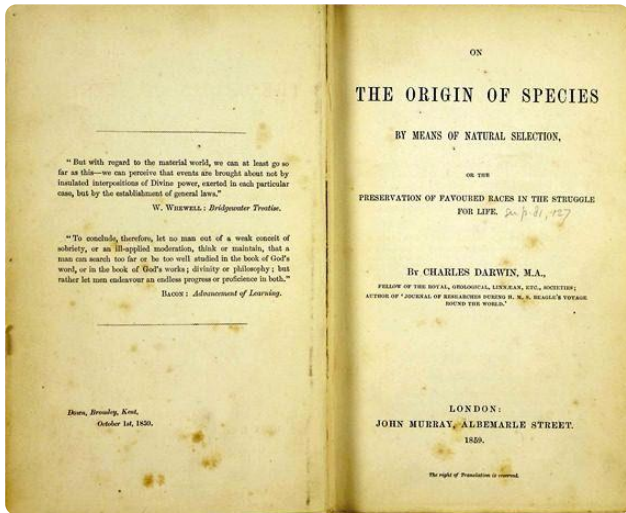 " But with regard to the material world, we can at least go so
far as this—we can perceive that events are brought about not by
insulated interpositions of Divine power, exerted in each particular
case, but by the establishment of general laws."
W. WHEWELL : Bridgewater Treatise.
" To conclude, therefore, let no man out of a weak conceit of
sobriety, or an ill-applied moderation, think or maintain, that a
man can search too far or be too well studied in the book of God's
word, or in the book of God's works ; divinity or philosophy ; but
rather let men endeavour an endless progress or proficience in both."
BACON : Advancement of Learning.
Down, Bromley, Kent,
October 1st, 1859.
ON
THE ORIGIN OF SPECIES
BY MEANS OF NATURAL SELECTION,
OR THE
PRESERVATION OF FAVOURED RACES IN THE STRUGGLE
FOR LIFE.
BY CHARLES DARWIN, M.A.,
FELLOW OF THE ROYAL, GEOLOGICAL, LINNÆAN, ETC., SOCIETIES ;
AUTHOR OF 'JOURNAL OF RESEARCHES DURING H. M. S. BEAGLE'S VOYAGE
ROUND THE WORLD.'
LONDON :
JOHN MURRAY, ALBEMARLE STREET.
1859.
The right of Translation is reserved.